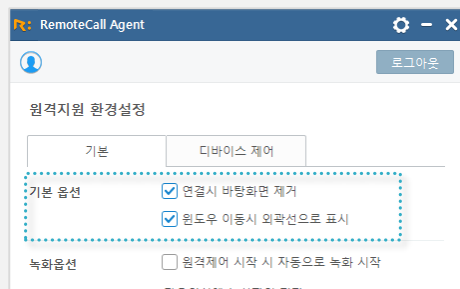 RemoteCall Agent
로그아웃
원격지원 환경설정
기본 디바이스 제어
기본 옵션 연결시 바탕화면 제거
윈도우 이동시 외곽선으로 표시
녹화옵션 원격제어 시작 시 자동으로 녹화 시작